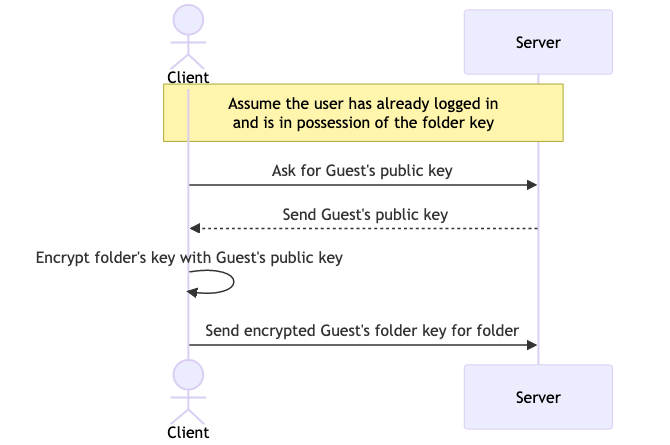 Client
Server
Assume the user has already logged in
and is in possession of the folder key
Ask for Guest's public key
Send Guest's public key
Encrypt folder's key with Guest's public key
Send encrypted Guest's folder key for folder
Client
Server